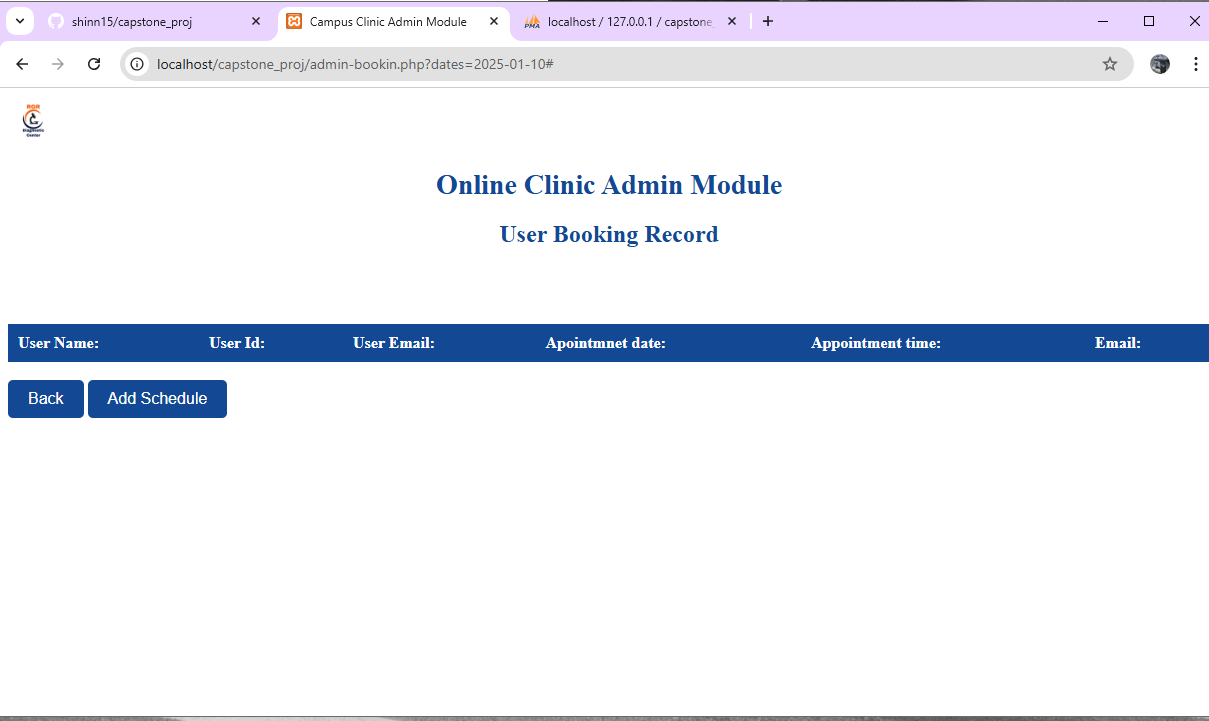 shinn15/capstone_proj
Campus Clinic Admin Module
PMA
localhost / 127.0.0.1 / capstone_
localhost/capstone_proj/admin-bookin.php?dates=2025-01-10#
RGR
Diagnostic
Center
Online Clinic Admin Module
User Booking Record
User Name: User Id: User Email: Apointmnet date: Appointment time: Email:
Back Add Schedule